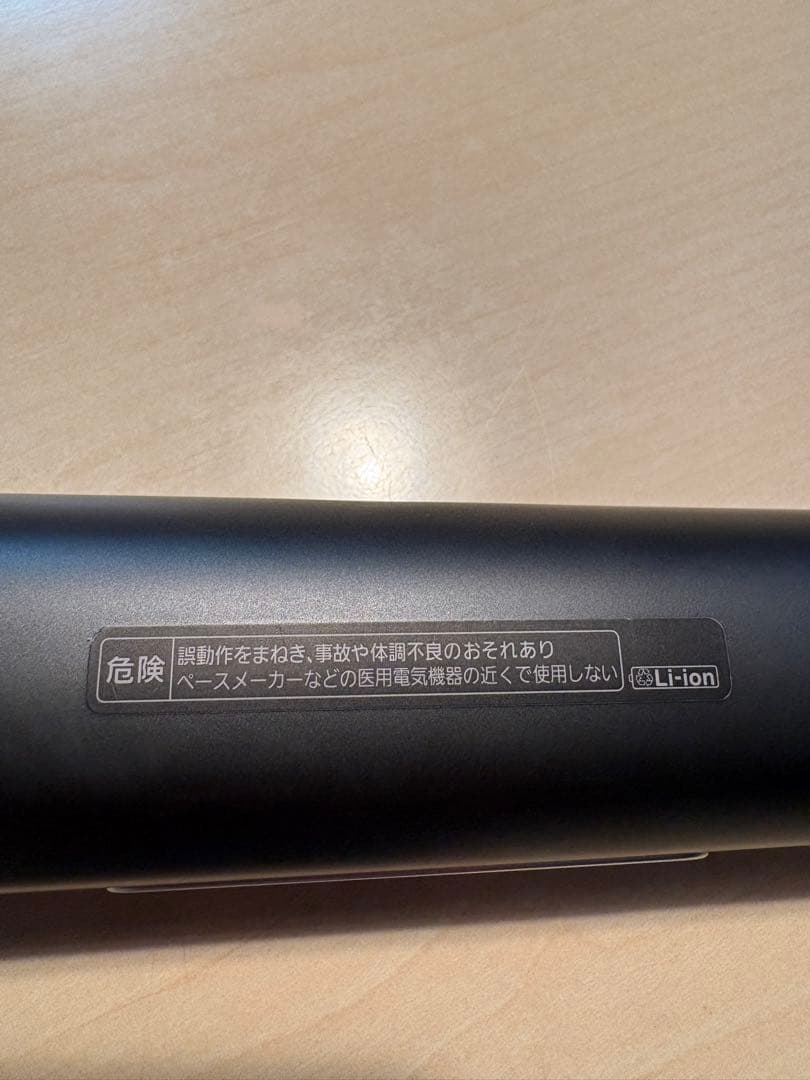 危険
誤動作をまねき、事故や体調不良のおそれあり
ペースメーカーなどの医用電気機器の近くで使用しない
Li-ion